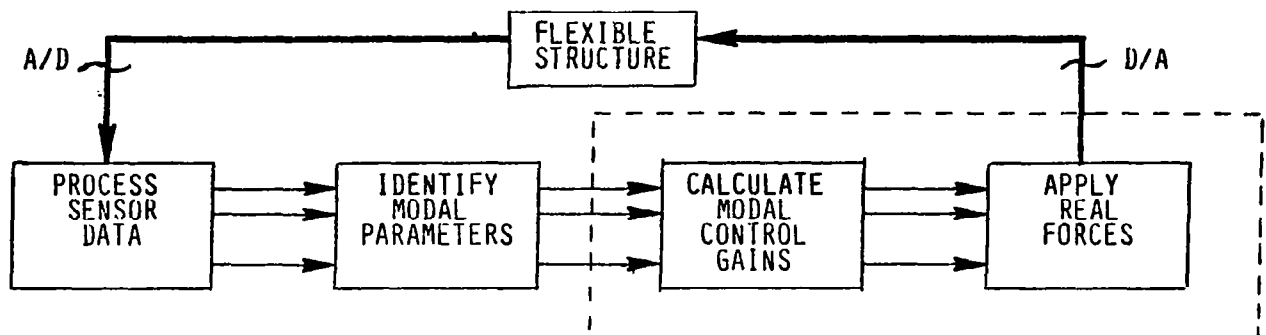 FLEXIBLE
STRUCTURE
A/D
D/A
PROCESS
SENSOR
DATA
IDENTIFY
MODAL
PARAMETERS
CALCULATE
MODAL
CONTROL
GAINS
APPLY
REAL
FORCES